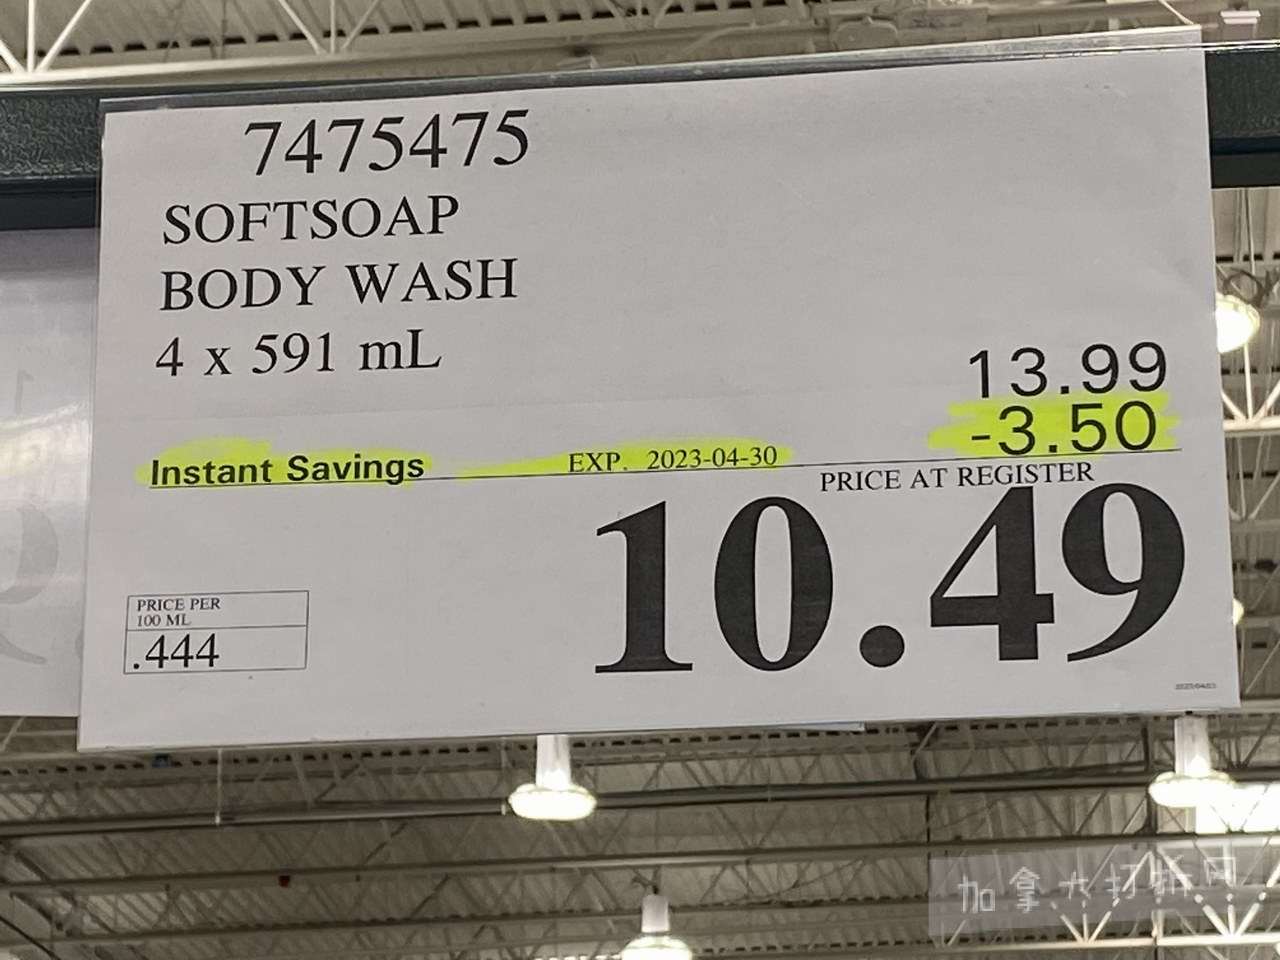 7475475
SOFTSOAP
BODY WASH
4 x 591 mL
13.99
-3.50
Instant Savings EXP. 2023-04-30
PRICE AT REGISTER
10.49
PRICE PER
100 ML
.444
加拿大打折网